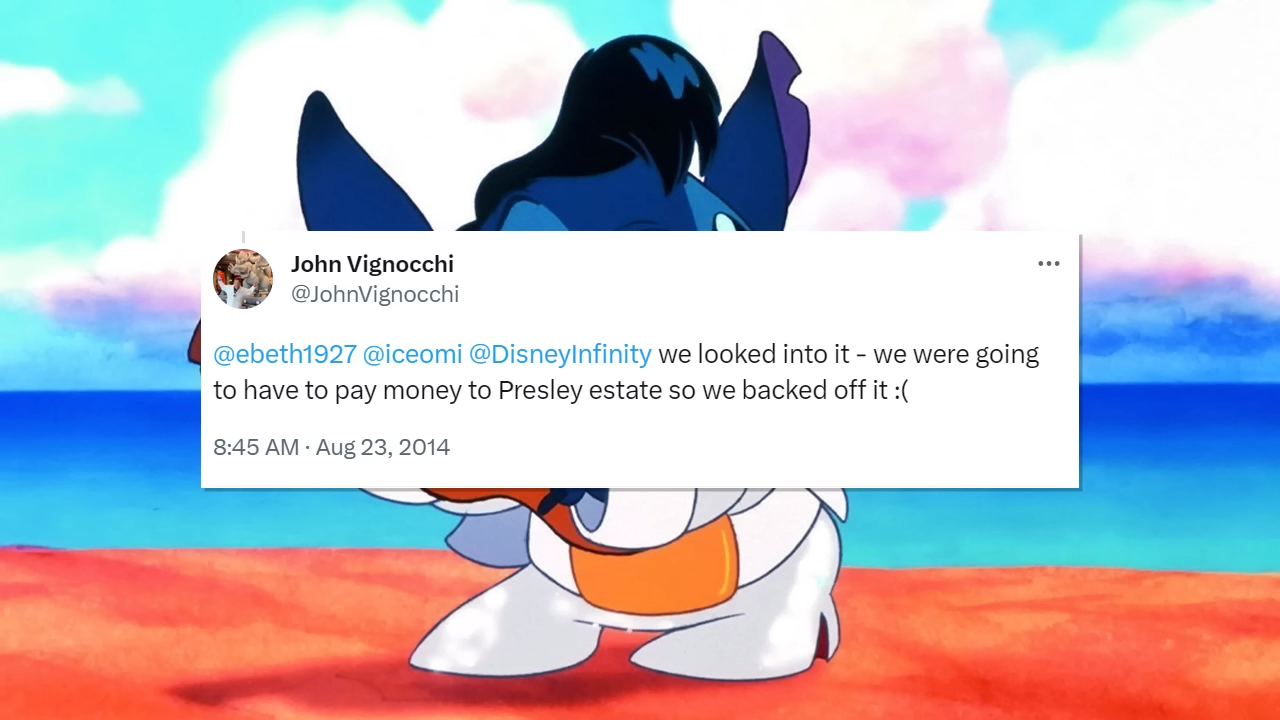 John Vignocchi
@JohnVignocchi
@ebeth1927 @iceomi @DisneyInfinity we looked into it - we were going
to have to pay money to Presley estate so we backed off it :(
8:45 AM · Aug 23, 2014